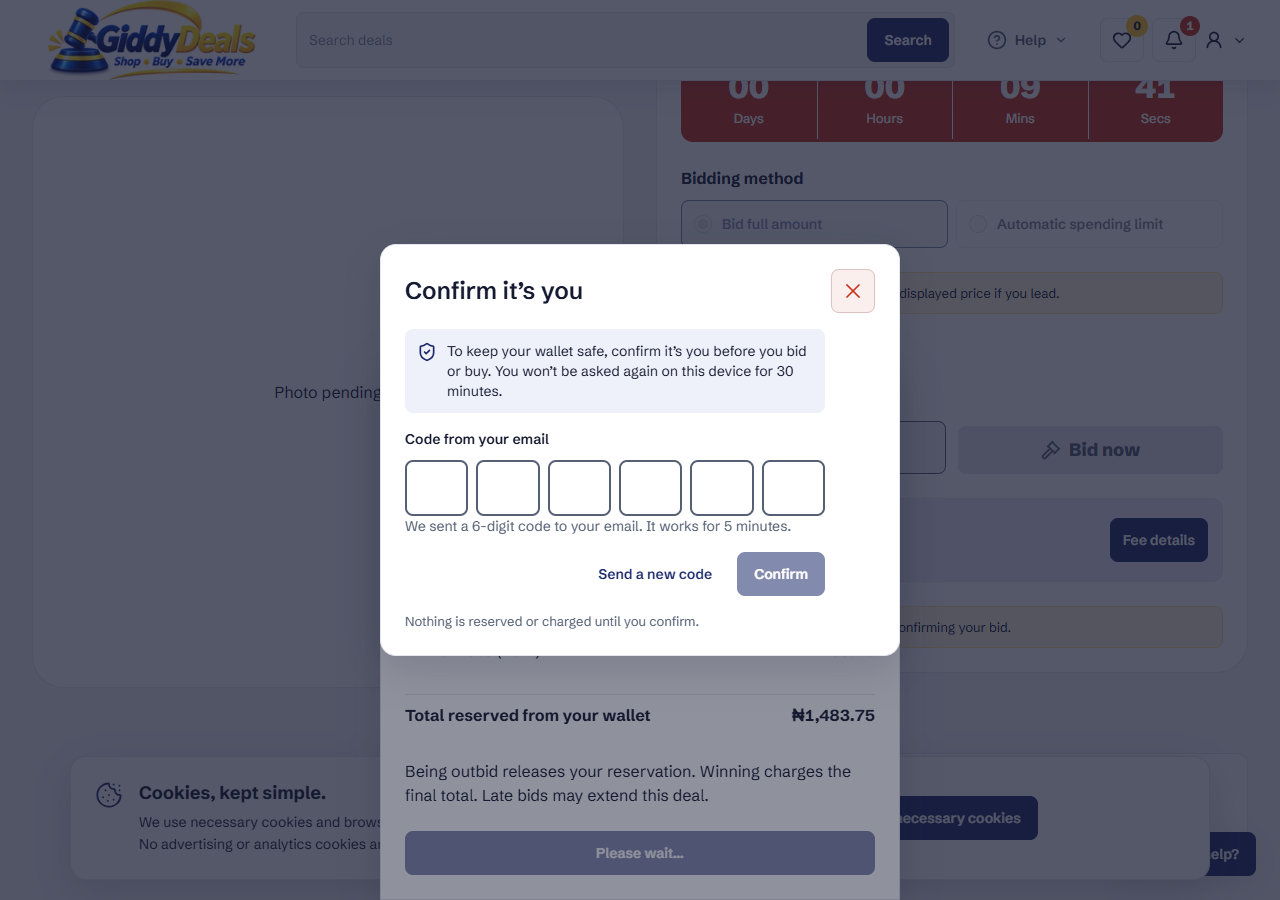 GiddyDeals
Shop • Buy • Save More
Search deals
Search
Help
0
1
00
00
09
41
Days
Hours
Mins
Secs
Bidding method
Bid full amount
Automatic spending limit
displayed price if you lead.
Photo pending
Confirm it’s you
To keep your wallet safe, confirm it’s you before you bid
or buy. You won’t be asked again on this device for 30
minutes.
Code from your email
We sent a 6-digit code to your email. It works for 5 minutes.
Send a new code
Confirm
Nothing is reserved or charged until you confirm.
Bid now
Fee details
onfirming your bid.
Total reserved from your wallet
₦1,483.75
Being outbid releases your reservation. Winning charges the
final total. Late bids may extend this deal.
Please wait...
Cookies, kept simple.
We use necessary cookies and brows
No advertising or analytics cookies a
necessary cookies
elp?